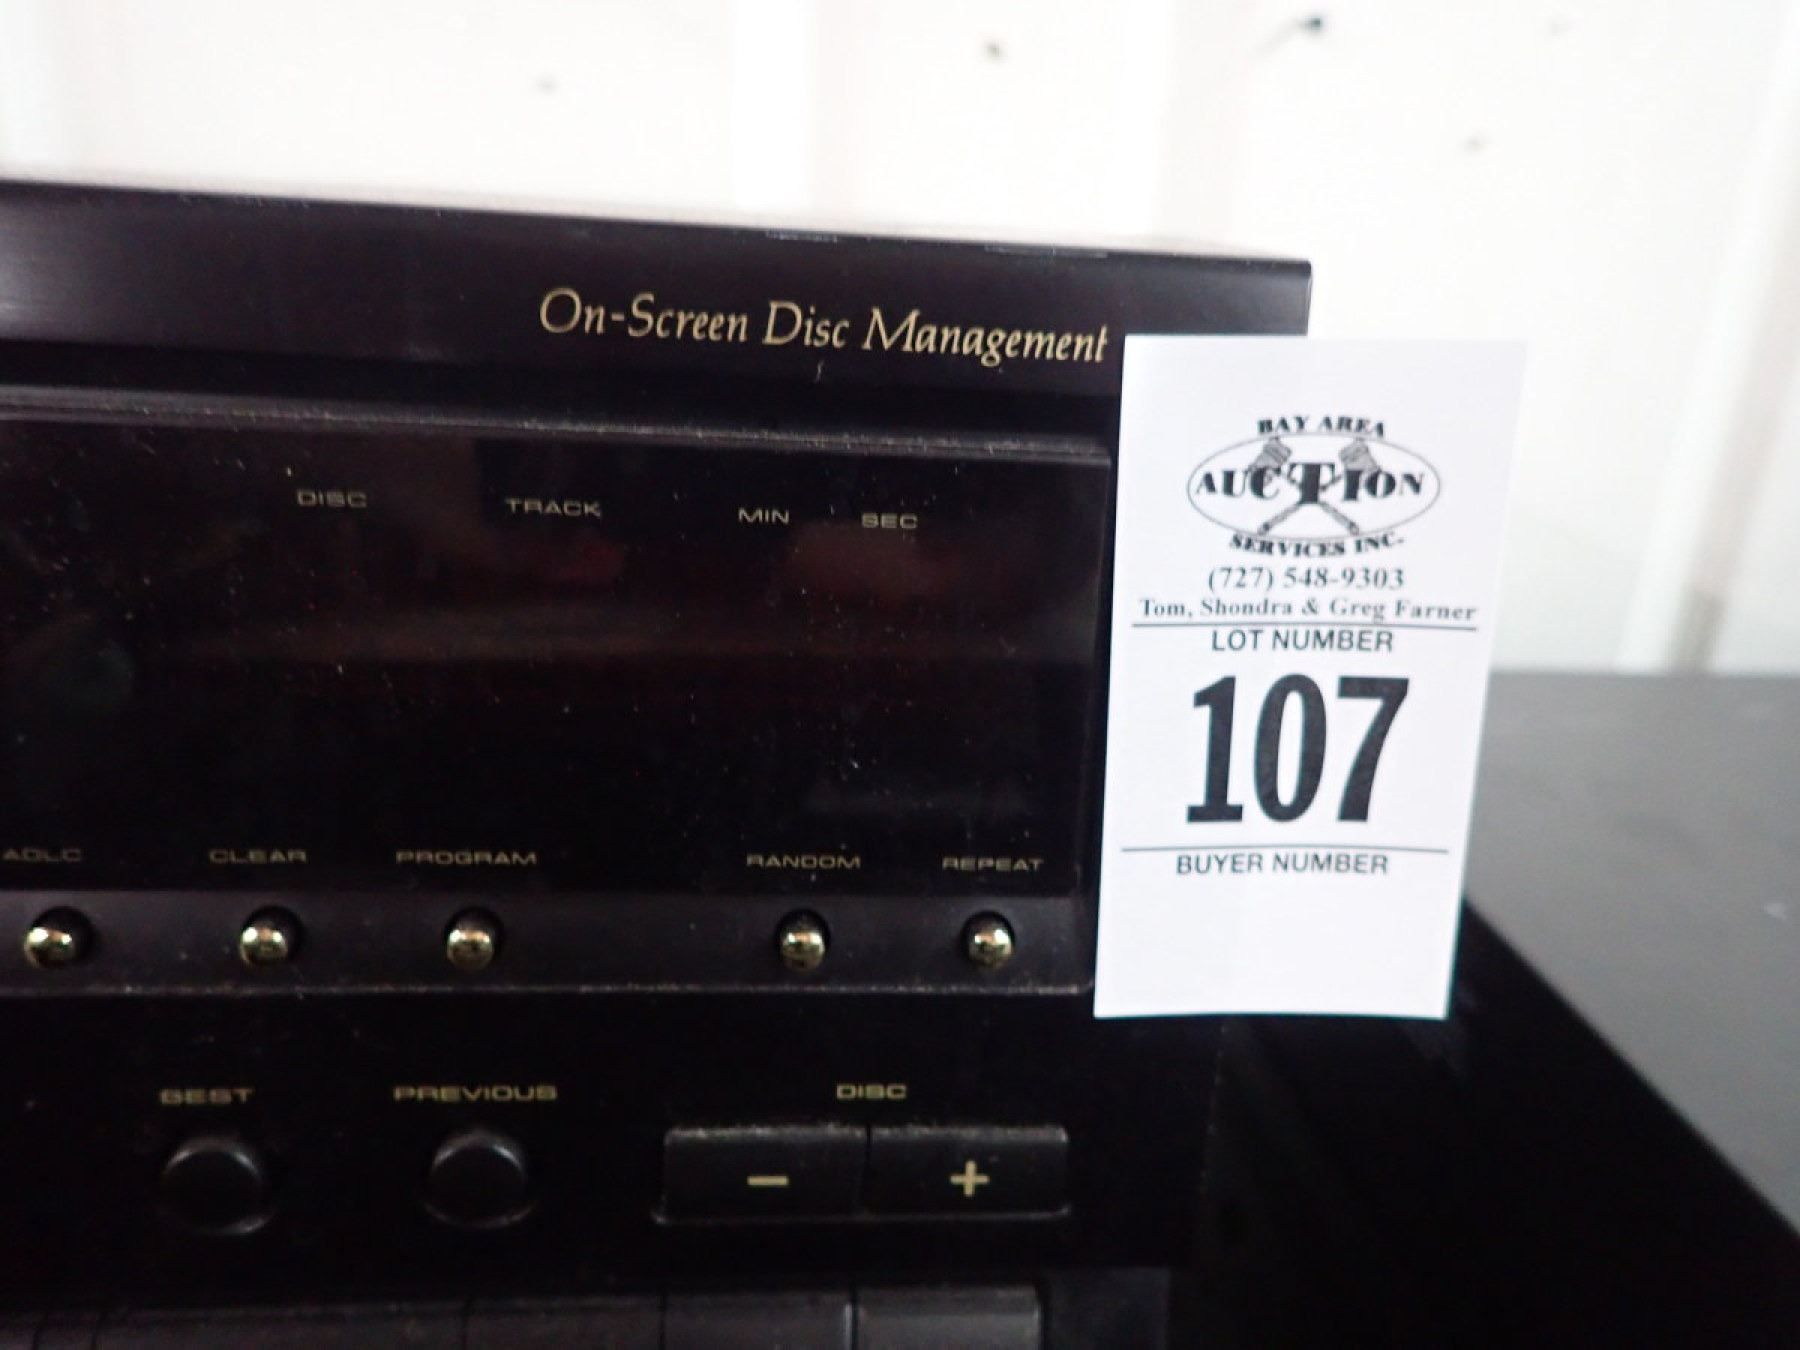 On-Screen Disc Management
DISC TRACK MIN SEC
ADLC CLEAR PROGRAM RANDOM REPEAT
BEST PREVIOUS DISC
- +
BAY AREA
AUCTION
SERVICES INC.
(727) 548-9303
Tom, Shondra & Greg Farner
LOT NUMBER
107
BUYER NUMBER